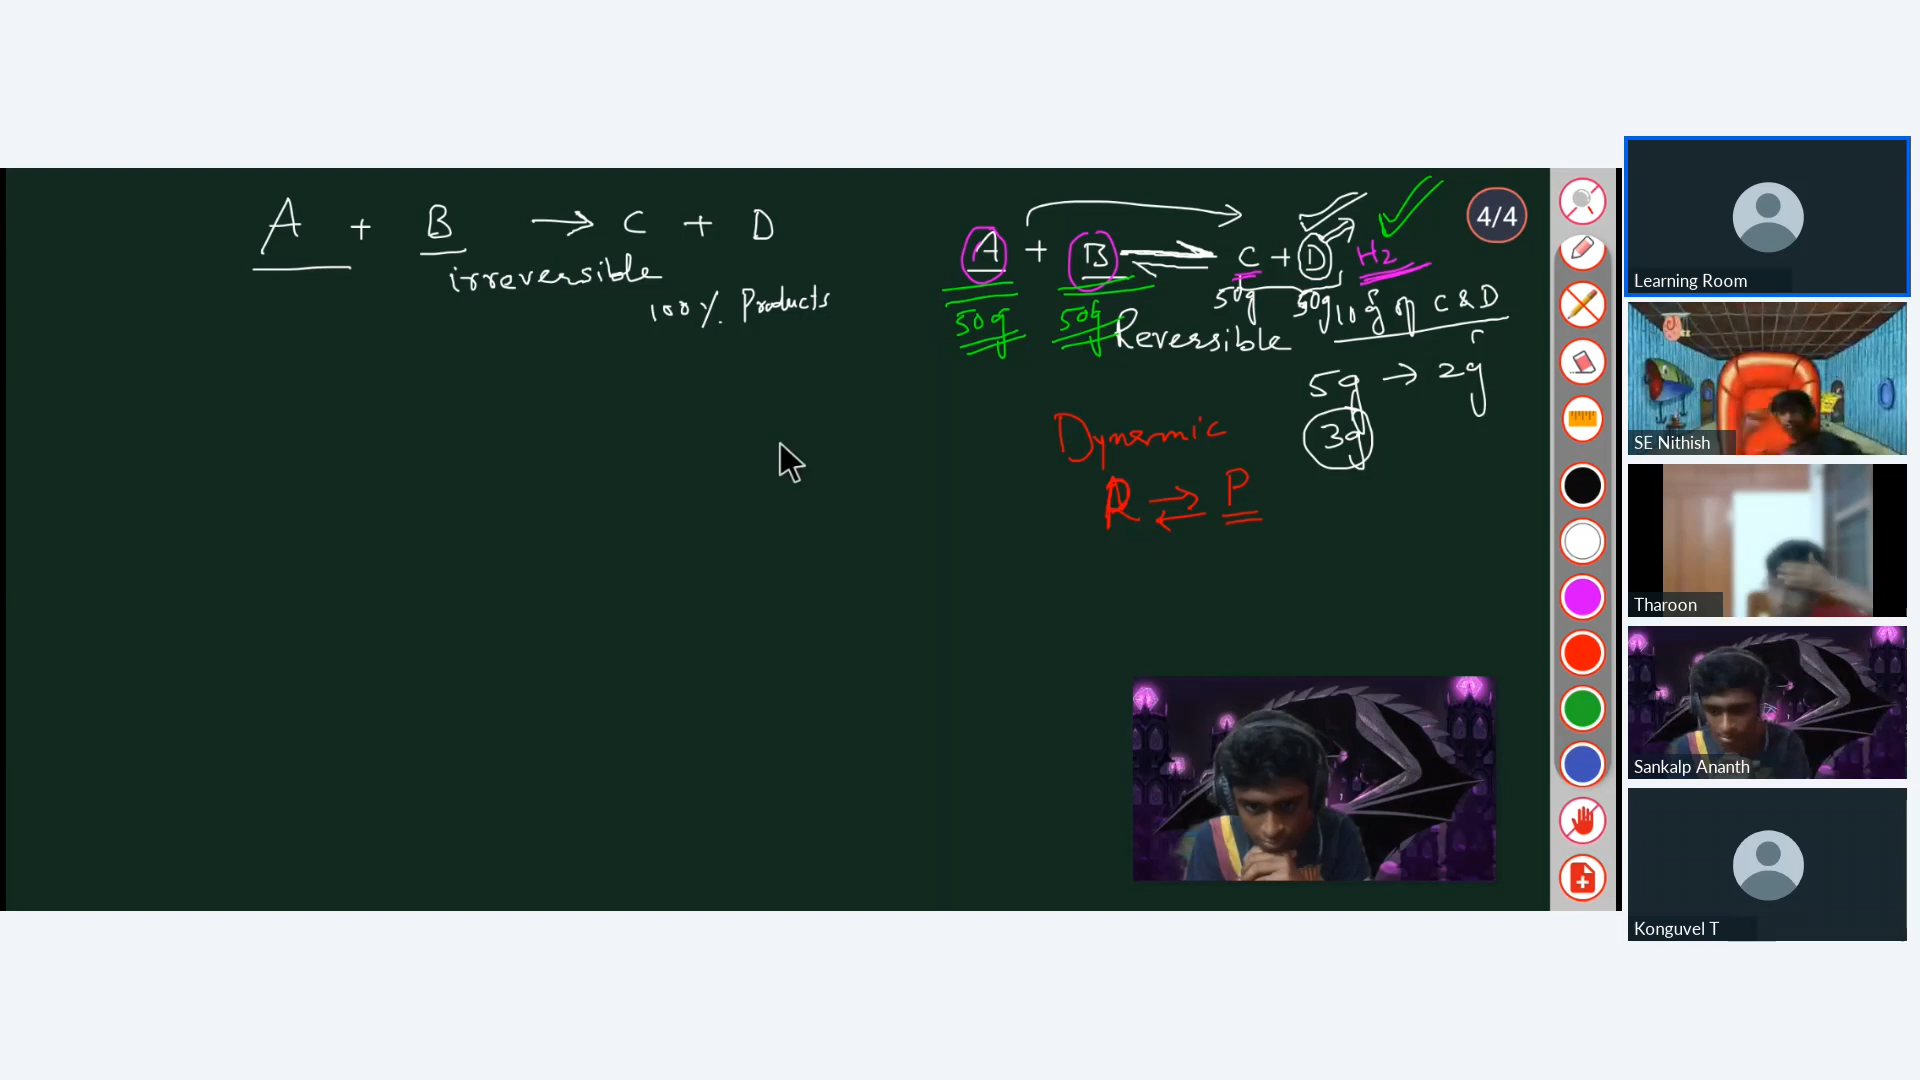 A + B → C + D
irreversible
100% Products
A + B ⇌ C + D H2
50g 50g 50g 50g 10g of C & D
Reversible
5g → 2g
3g
Dynamic
R ⇌ P
4/4
Learning Room
SE Nithish
Tharoon
Sankalp Ananth
Konguvel T